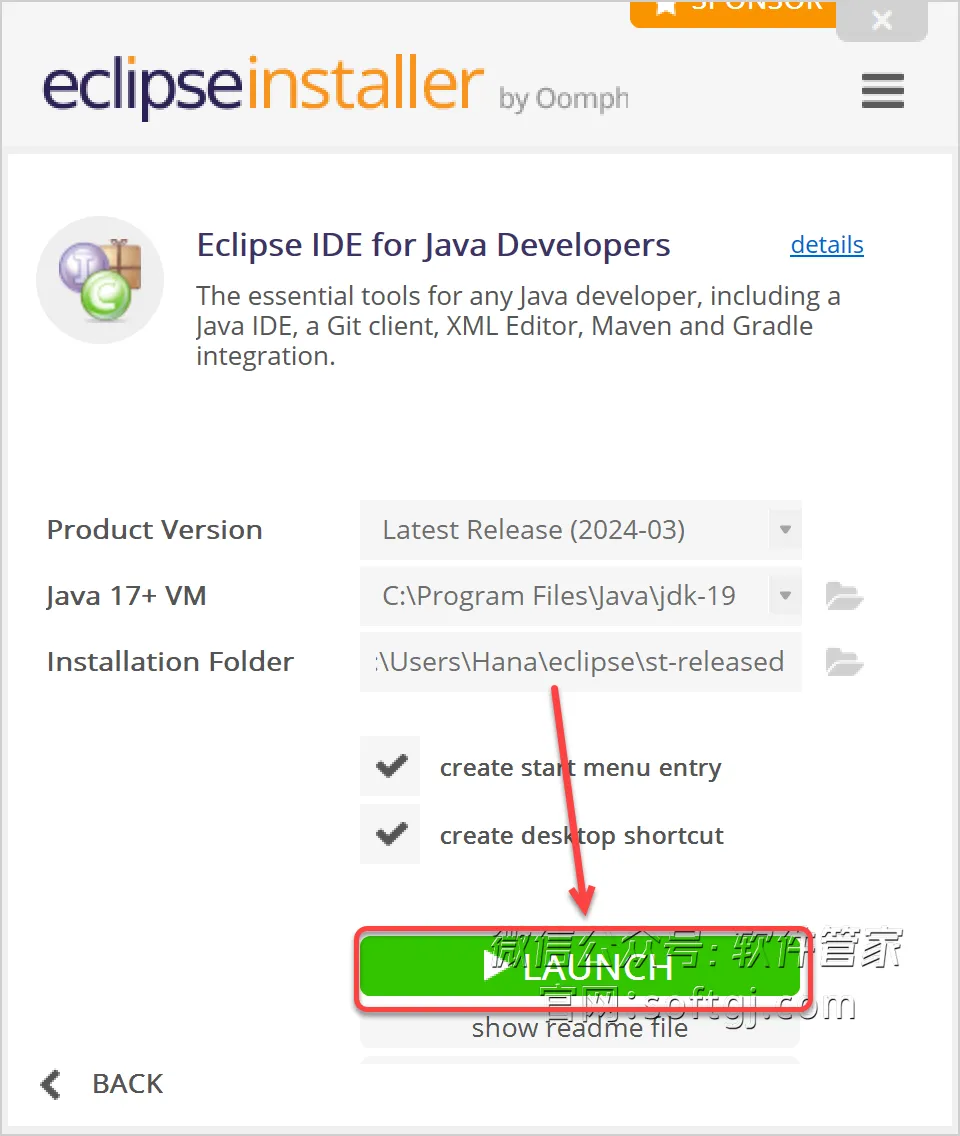 SPONSOR
eclipseinstaller by Oomph
Eclipse IDE for Java Developers
details
The essential tools for any Java developer, including a
Java IDE, a Git client, XML Editor, Maven and Gradle
integration.
Product Version
Latest Release (2024-03)
Java 17+ VM
C:\Program Files\Java\jdk-19
Installation Folder
:\Users\Hana\eclipse\st-released
create start menu entry
create desktop shortcut
微信公众号:软件管家
LAUNCH
官网:softgj.com
show readme file
BACK